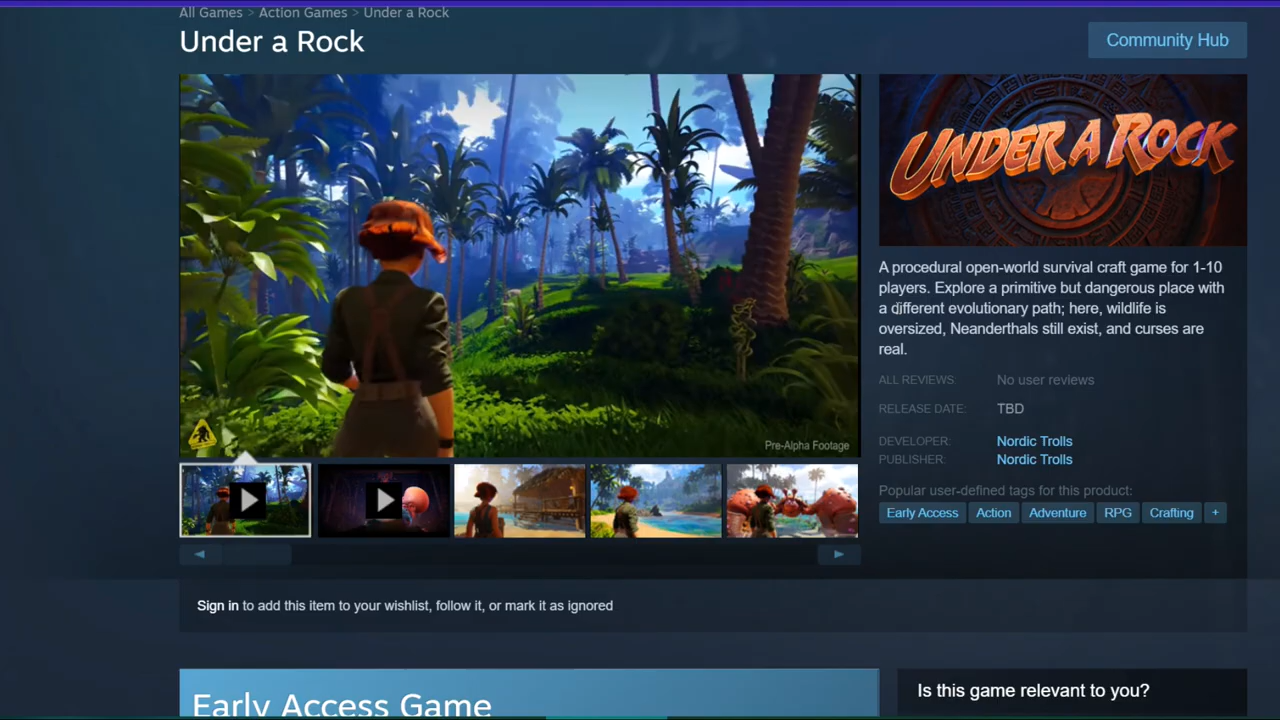 All Games > Action Games > Under a Rock
Under a Rock
Community Hub
Pre-Alpha Footage
UNDER A ROCK
A procedural open-world survival craft game for 1-10
players. Explore a primitive but dangerous place with
a different evolutionary path; here, wildlife is
oversized, Neanderthals still exist, and curses are
real.
ALL REVIEWS: No user reviews
RELEASE DATE: TBD
DEVELOPER: Nordic Trolls
PUBLISHER: Nordic Trolls
Popular user-defined tags for this product:
Early Access Action Adventure RPG Crafting +
Sign in to add this item to your wishlist, follow it, or mark it as ignored
Early Access Game
Is this game relevant to you?